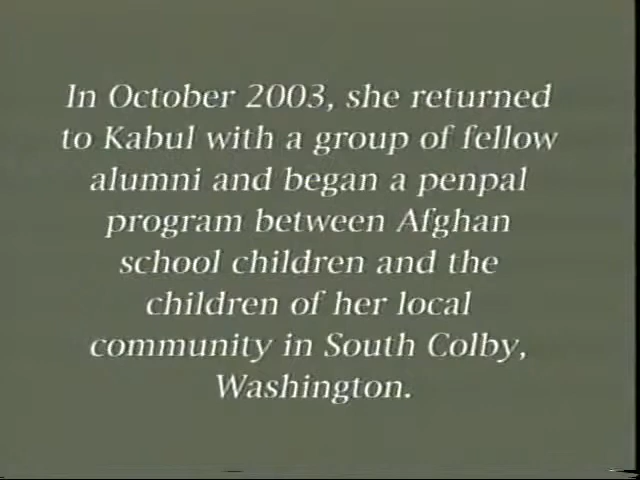 In October 2003, she returned
to Kabul with a group of fellow
alumni and began a penpal
program between Afghan
school children and the
children of her local
community in South Colby,
Washington.